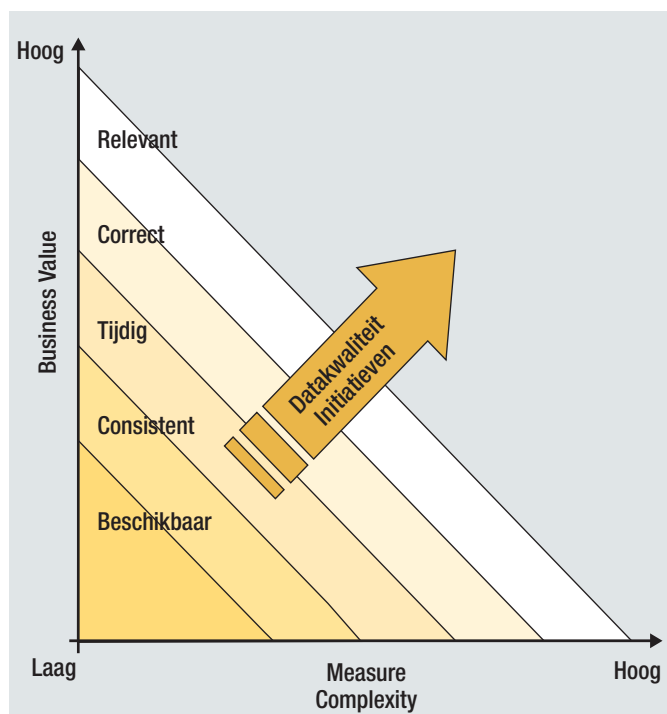 Hoog
Relevant
Correct
Business Value
Tijdig
Datakwaliteit
Initiatieven
Consistent
Beschikbaar
Laag
Measure
Complexity
Hoog